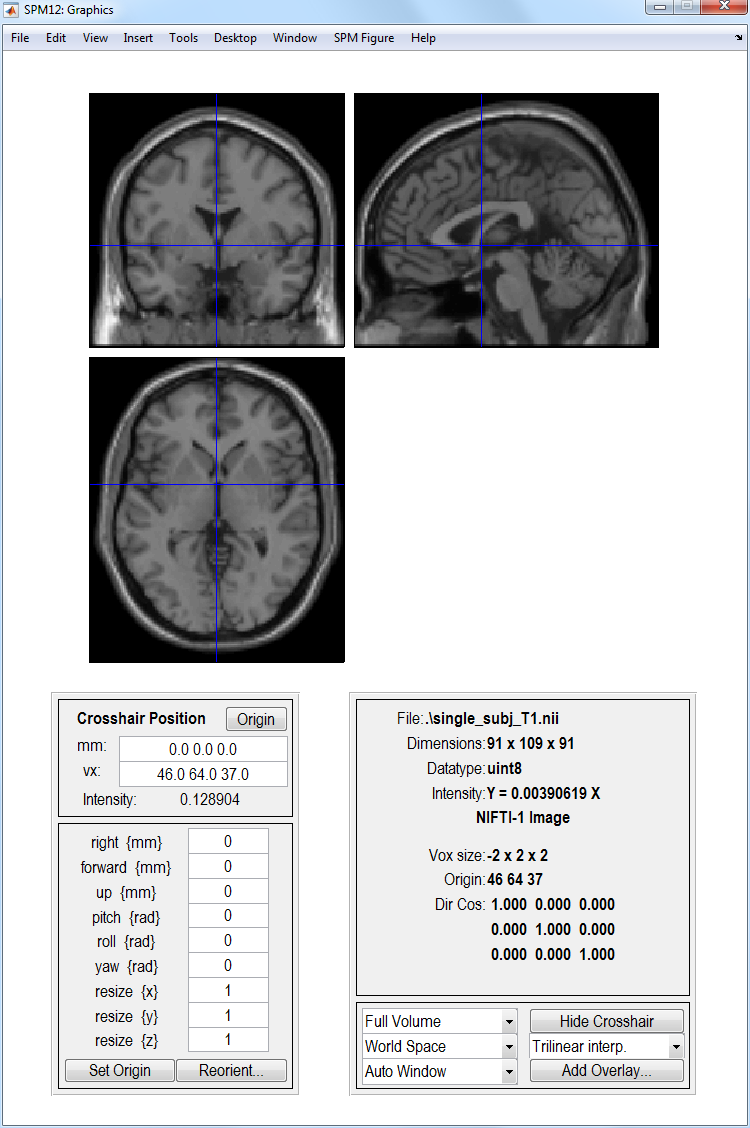 SPM12: Graphics
File Edit View Insert Tools Desktop Window SPM Figure Help
Crosshair Position Origin
mm: 0.0 0.0 0.0
vx: 46.0 64.0 37.0
Intensity: 0.128904
right {mm} 0
forward {mm} 0
up {mm} 0
pitch {rad} 0
roll {rad} 0
yaw {rad} 0
resize {x} 1
resize {y} 1
resize {z} 1
Set Origin Reorient...
File: .\single_subj_T1.nii
Dimensions: 91 x 109 x 91
Datatype: uint8
Intensity: Y = 0.00390619 X
NIFTI-1 Image
Vox size: -2 x 2 x 2
Origin: 46 64 37
Dir Cos: 1.000 0.000 0.000
0.000 1.000 0.000
0.000 0.000 1.000
Full Volume Hide Crosshair
World Space Trilinear interp.
Auto Window Add Overlay...